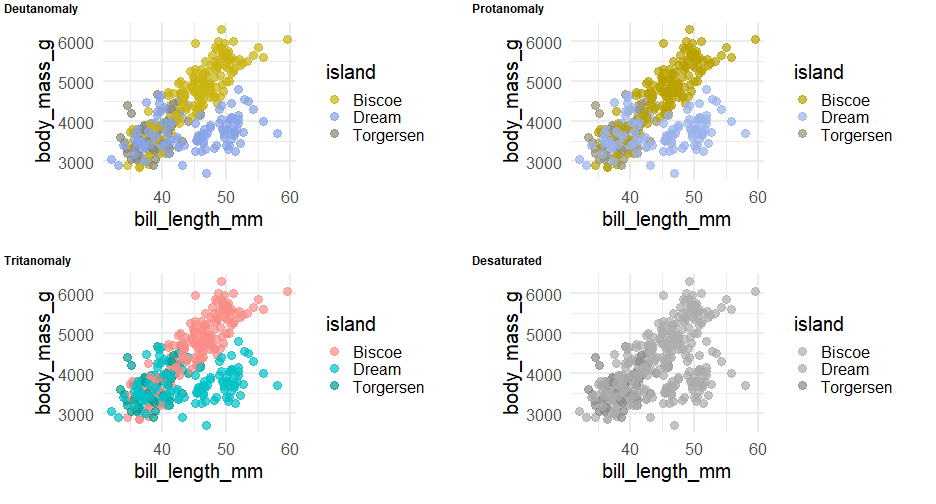 Deutanomaly
body_mass_g
6000
5000
4000
3000
40
50
60
bill_length_mm
island
Biscoe
Dream
Torgersen
Protanomaly
body_mass_g
6000
5000
4000
3000
40
50
60
bill_length_mm
island
Biscoe
Dream
Torgersen
Tritanomaly
body_mass_g
6000
5000
4000
3000
40
50
60
bill_length_mm
island
Biscoe
Dream
Torgersen
Desaturated
body_mass_g
6000
5000
4000
3000
40
50
60
bill_length_mm
island
Biscoe
Dream
Torgersen